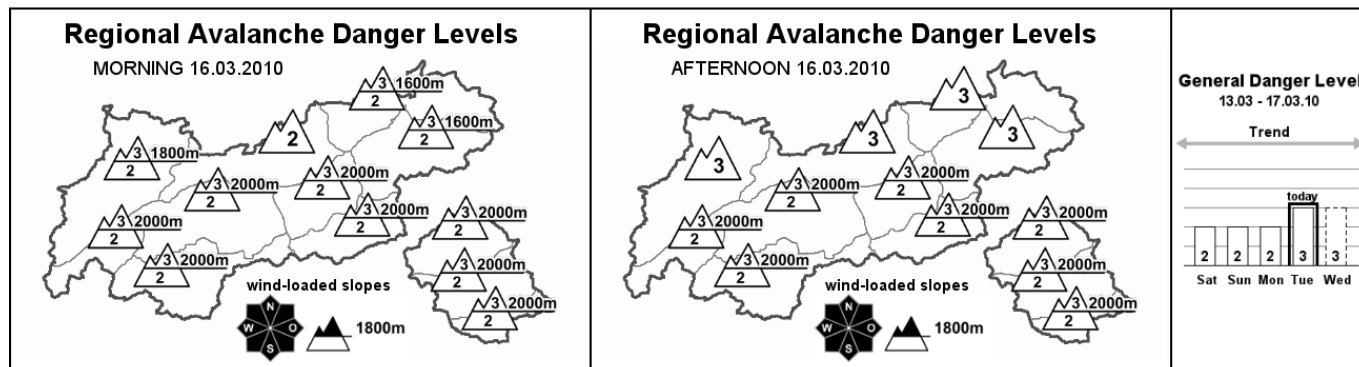 Regional Avalanche Danger Levels
MORNING 16.03.2010
3 1600m
2
3 1600m
2
2
3 1800m
2
3 2000m
2
3 2000m
2
3 2000m
2
3 2000m
2
3 2000m
2
3 2000m
2
3 2000m
2
3 2000m
2
wind-loaded slopes
N
W O
S
1800m
Regional Avalanche Danger Levels
AFTERNOON 16.03.2010
3
3
3
3
3 2000m
2
3 2000m
2
3 2000m
2
3 2000m
2
3 2000m
2
3 2000m
2
3 2000m
2
3 2000m
2
wind-loaded slopes
N
W O
S
1800m
General Danger Level
13.03 - 17.03.10
Trend
today
2 2 2 3 3
Sat Sun Mon Tue Wed